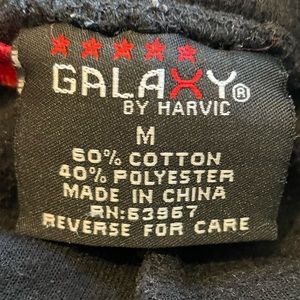 GALAXY®
BY HARVIC
M
60% COTTON
40% POLYESTER
MADE IN CHINA
RN:63967
REVERSE FOR CARE